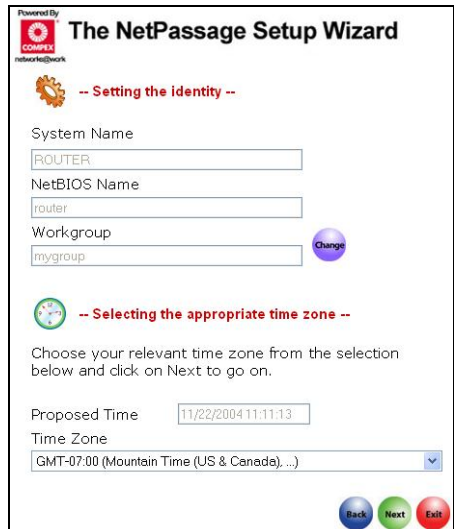 Powered By
COMPEX
networks@work
The NetPassage Setup Wizard
-- Setting the identity --
System Name
ROUTER
NetBIOS Name
router
Workgroup
mygroup
Change
-- Selecting the appropriate time zone --
Choose your relevant time zone from the selection
below and click on Next to go on.
Proposed Time 11/22/2004 11:11:13
Time Zone
GMT-07:00 (Mountain Time (US & Canada), ...)
Back Next Exit